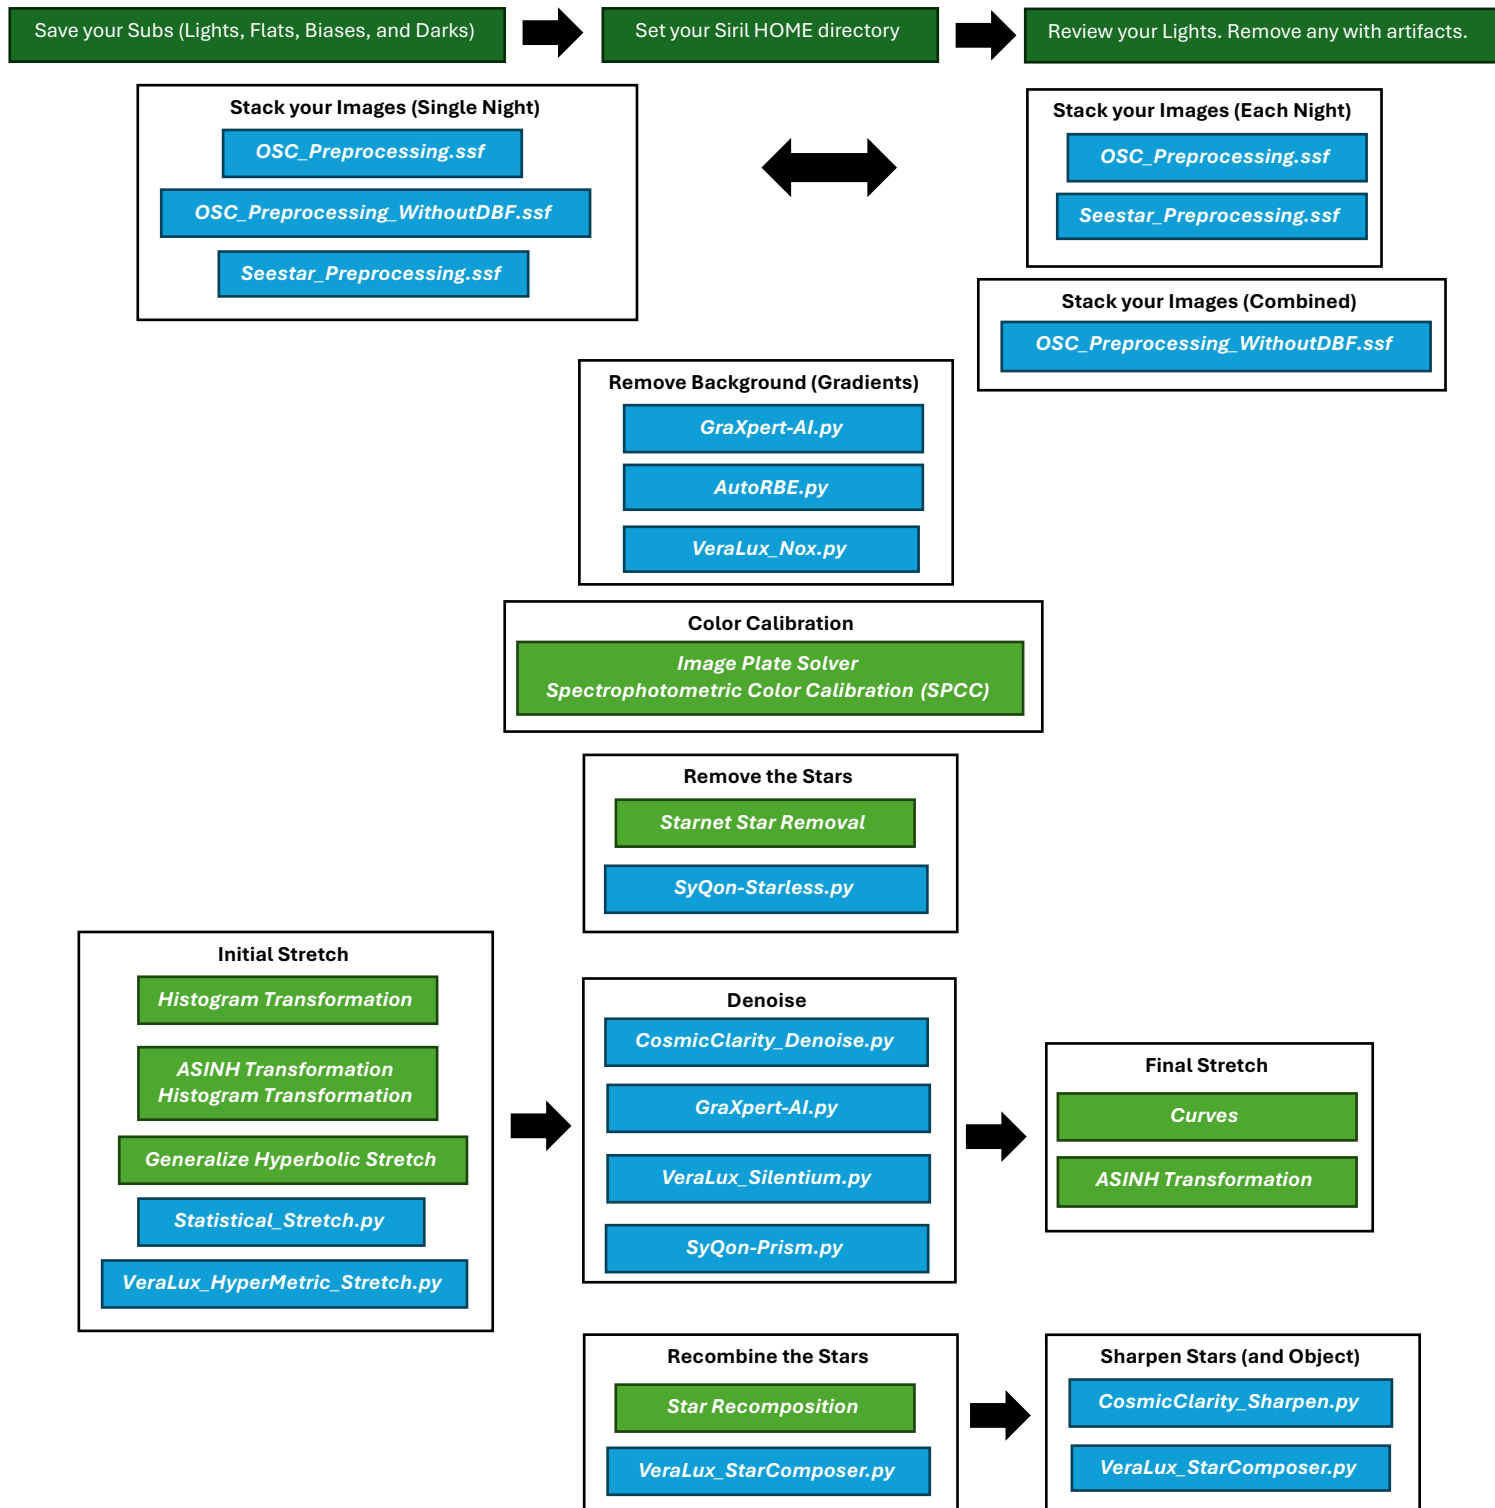 Save your Subs (Lights, Flats, Biases, and Darks)
Set your Siril HOME directory
Review your Lights. Remove any with artifacts.
Stack your Images (Single Night)
OSC_Preprocessing.ssf
OSC_Preprocessing_WithoutDBF.ssf
Seestar_Preprocessing.ssf
Stack your Images (Each Night)
OSC_Preprocessing.ssf
Seestar_Preprocessing.ssf
Stack your Images (Combined)
OSC_Preprocessing_WithoutDBF.ssf
Remove Background (Gradients)
GraXpert-AI.py
AutoRBE.py
VeraLux_Nox.py
Color Calibration
Image Plate Solver
Spectrophotometric Color Calibration (SPCC)
Remove the Stars
Starnet Star Removal
SyQon-Starless.py
Initial Stretch
Histogram Transformation
ASINH Transformation
Histogram Transformation
Generalize Hyperbolic Stretch
Statistical_Stretch.py
VeraLux_HyperMetric_Stretch.py
Denoise
CosmicClarity_Denoise.py
GraXpert-AI.py
VeraLux_Silentium.py
SyQon-Prism.py
Final Stretch
Curves
ASINH Transformation
Recombine the Stars
Star Recomposition
VeraLux_StarComposer.py
Sharpen Stars (and Object)
CosmicClarity_Sharpen.py
VeraLux_StarComposer.py